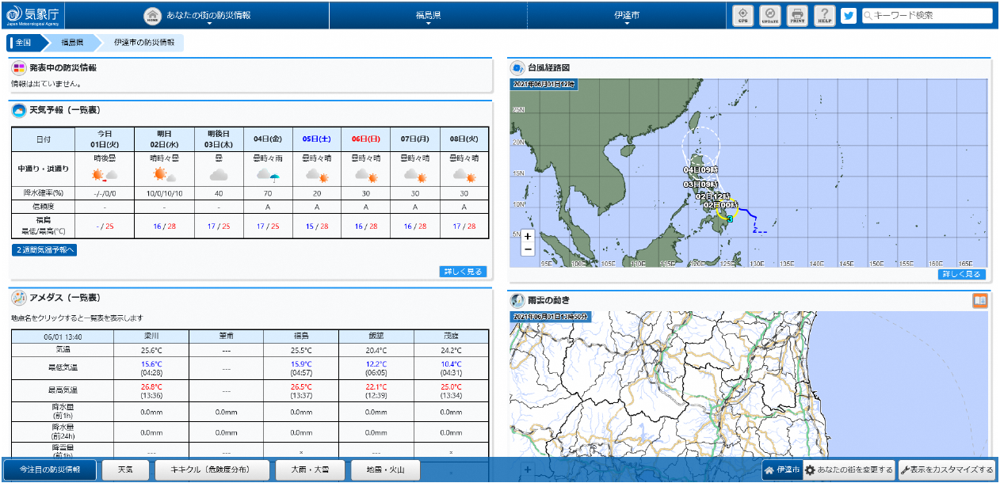 気象庁
Japan Meteorological Agency
HOME
あなたの街の防災情報
福島県
伊達市
GPS
UPDATE
PRINT
HELP
キーワード検索
全国
福島県
伊達市の防災情報
発表中の防災情報
情報は出ていません。
天気予報（一覧表）
日付 今日 01日(火) 明日 02日(水) 明後日 03日(木) 04日(金) 05日(土) 06日(日) 07日(月) 08日(火)
中通り・浜通り 晴後曇 晴時々曇 曇 曇時々雨 曇時々晴 曇時々晴 曇時々晴 曇時々晴
降水確率(%) -/-/0/0 10/0/10/10 40 70 20 30 30 30
信頼度 - - - A A A A A
福島 最低/最高(℃) - / 25 16 / 28 17 / 25 17 / 25 15 / 28 16 / 28 16 / 28 17 / 28
２週間気温予報へ
詳しく見る
アメダス（一覧表）
地点名をクリックすると一覧表を表示します
06/01 13:40 梁川 筆甫 福島 飯舘 茂庭
気温 25.6℃ --- 25.5℃ 20.4℃ 24.2℃
最低気温 15.6℃ (04:28) --- 15.9℃ (04:57) 12.2℃ (06:05) 10.4℃ (04:31)
最高気温 26.8℃ (13:36) --- 26.5℃ (13:37) 22.1℃ (12:39) 25.0℃ (13:34)
降水量 (前1h) 0.0mm 0.0mm 0.0mm 0.0mm 0.0mm
降水量 (前24h) 0.0mm 0.0mm 0.0mm 0.0mm 0.0mm
降雪量 (前1h) --- --- × --- ×
台風経路図
2021年06月01日12時
25N
20N
15N
10N
5N
04日09時
03日09時
02日12時
02日00時
3
2
+
−
95E 100E 105E 110E 115E 120E 125E 130E 135E 140E 145E 150E 155E 160E 165E
詳しく見る
雨雲の動き
2021年06月01日13時50分
+
今注目の防災情報
天気
キキクル（危険度分布）
大雨・大雪
地震・火山
伊達市
あなたの街を変更する
表示をカスタマイズする